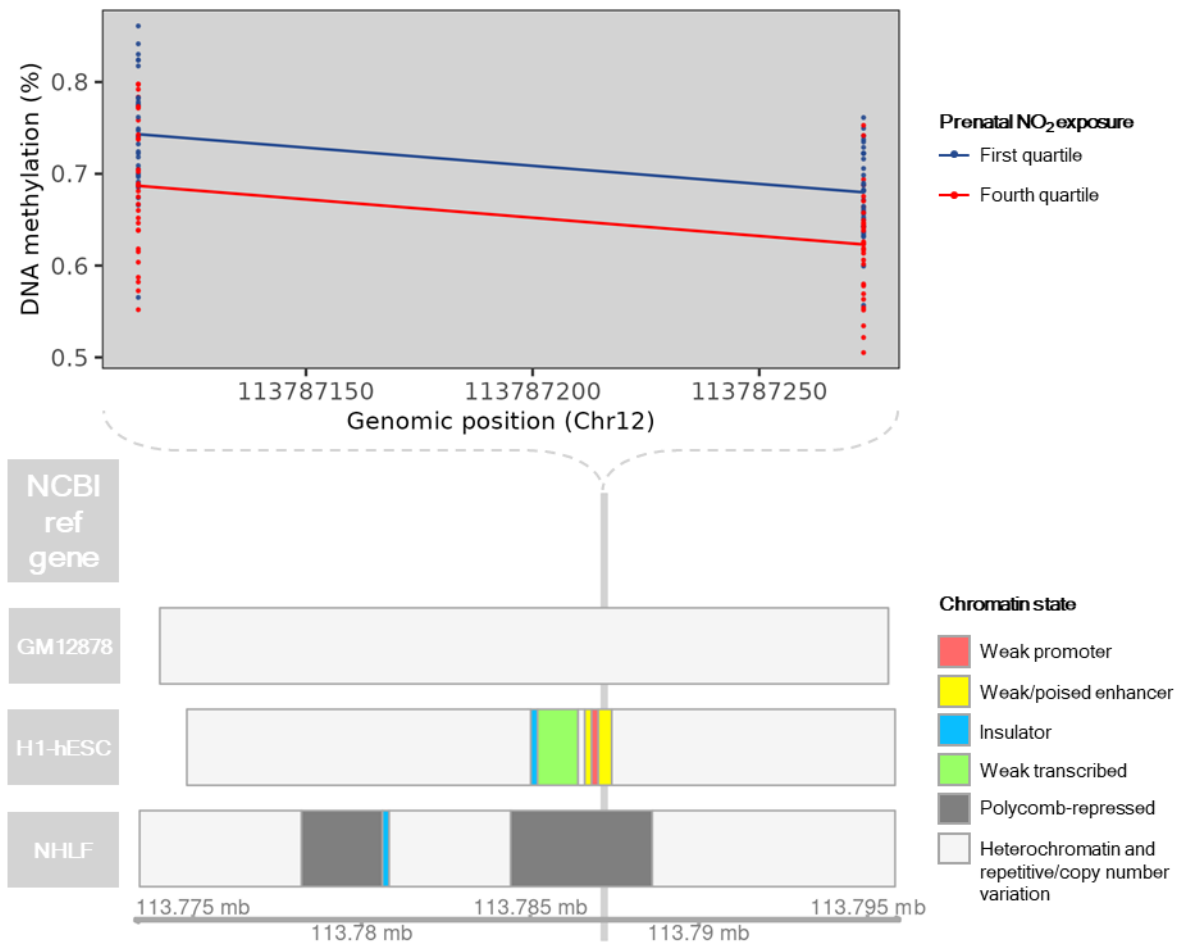 0.8
0.7
0.6
0.5
DNA methylation (%)
113787150 113787200 113787250
Genomic position (Chr12)
Prenatal NO₂ exposure
First quartile
Fourth quartile
NCBI
ref
gene
GM12878
H1-hESC
NHLF
113.775 mb 113.785 mb 113.795 mb
113.78 mb 113.79 mb
Chromatin state
Weak promoter
Weak/poised enhancer
Insulator
Weak transcribed
Polycomb-repressed
Heterochromatin and
repetitive/copy number
variation